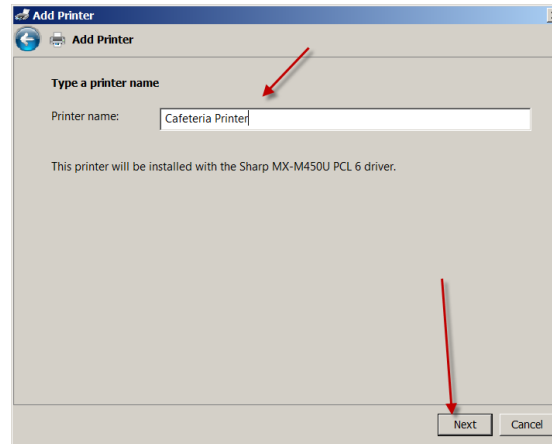 Add Printer
Add Printer
Type a printer name
Printer name: Cafeteria Printer
This printer will be installed with the Sharp MX-M450U PCL 6 driver.
Next Cancel